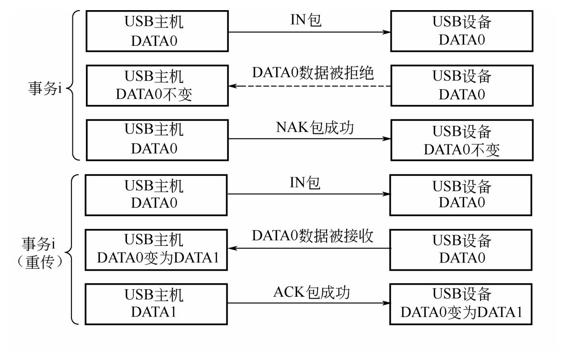 USB主机
DATA0
IN包
USB设备
DATA0
事务i
USB主机
DATA0不变
DATA0数据被拒绝
USB设备
DATA0
USB主机
DATA0
NAK包成功
USB设备
DATA0不变
USB主机
DATA0
IN包
USB设备
DATA0
事务i
（重传）
USB主机
DATA0变为DATA1
DATA0数据被接收
USB设备
DATA0
USB主机
DATA1
ACK包成功
USB设备
DATA0变为DATA1